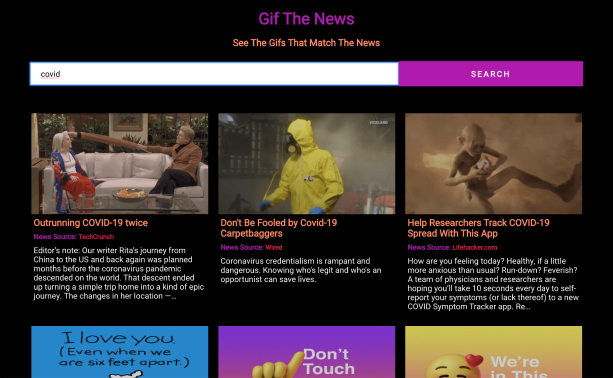 Gif The News
See The Gifs That Match The News
covid
SEARCH
Outrunning COVID-19 twice
News Source: TechCrunch
Editor's note: Our writer Rita's journey from
China to the US and back again was planned
months before the coronavirus pandemic
descended on the world. That descent ended
up turning a simple trip home into a kind of epic
journey. The changes in her location —...
Don't Be Fooled by Covid-19
Carpetbaggers
News Source: Wired
Coronavirus credentialism is rampant and
dangerous. Knowing who's legit and who's an
opportunist can save lives.
Help Researchers Track COVID-19
Spread With This App
News Source: Lifehacker.com
How are you feeling today? Healthy, if a little
more anxious than usual? Run-down? Feverish?
A team of physicians and researchers are
hoping you'll take 10 seconds every day to self-
report your symptoms (or lack thereof) to a new
COVID Symptom Tracker app. Re...
I love you.
(Even when we
are six feet apart.)
Don't
Touch
We're
in This